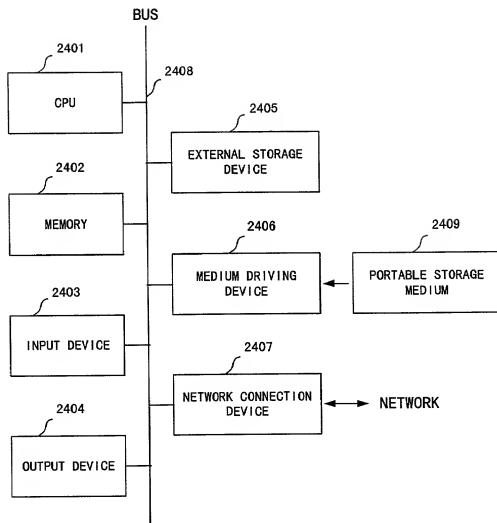 BUS
2401
2408
CPU
2405
EXTERNAL STORAGE
DEVICE
2402
MEMORY
2406
2409
MEDIUM DRIVING
DEVICE
PORTABLE STORAGE
MEDIUM
2403
INPUT DEVICE
2407
NETWORK CONNECTION
DEVICE
NETWORK
2404
OUTPUT DEVICE